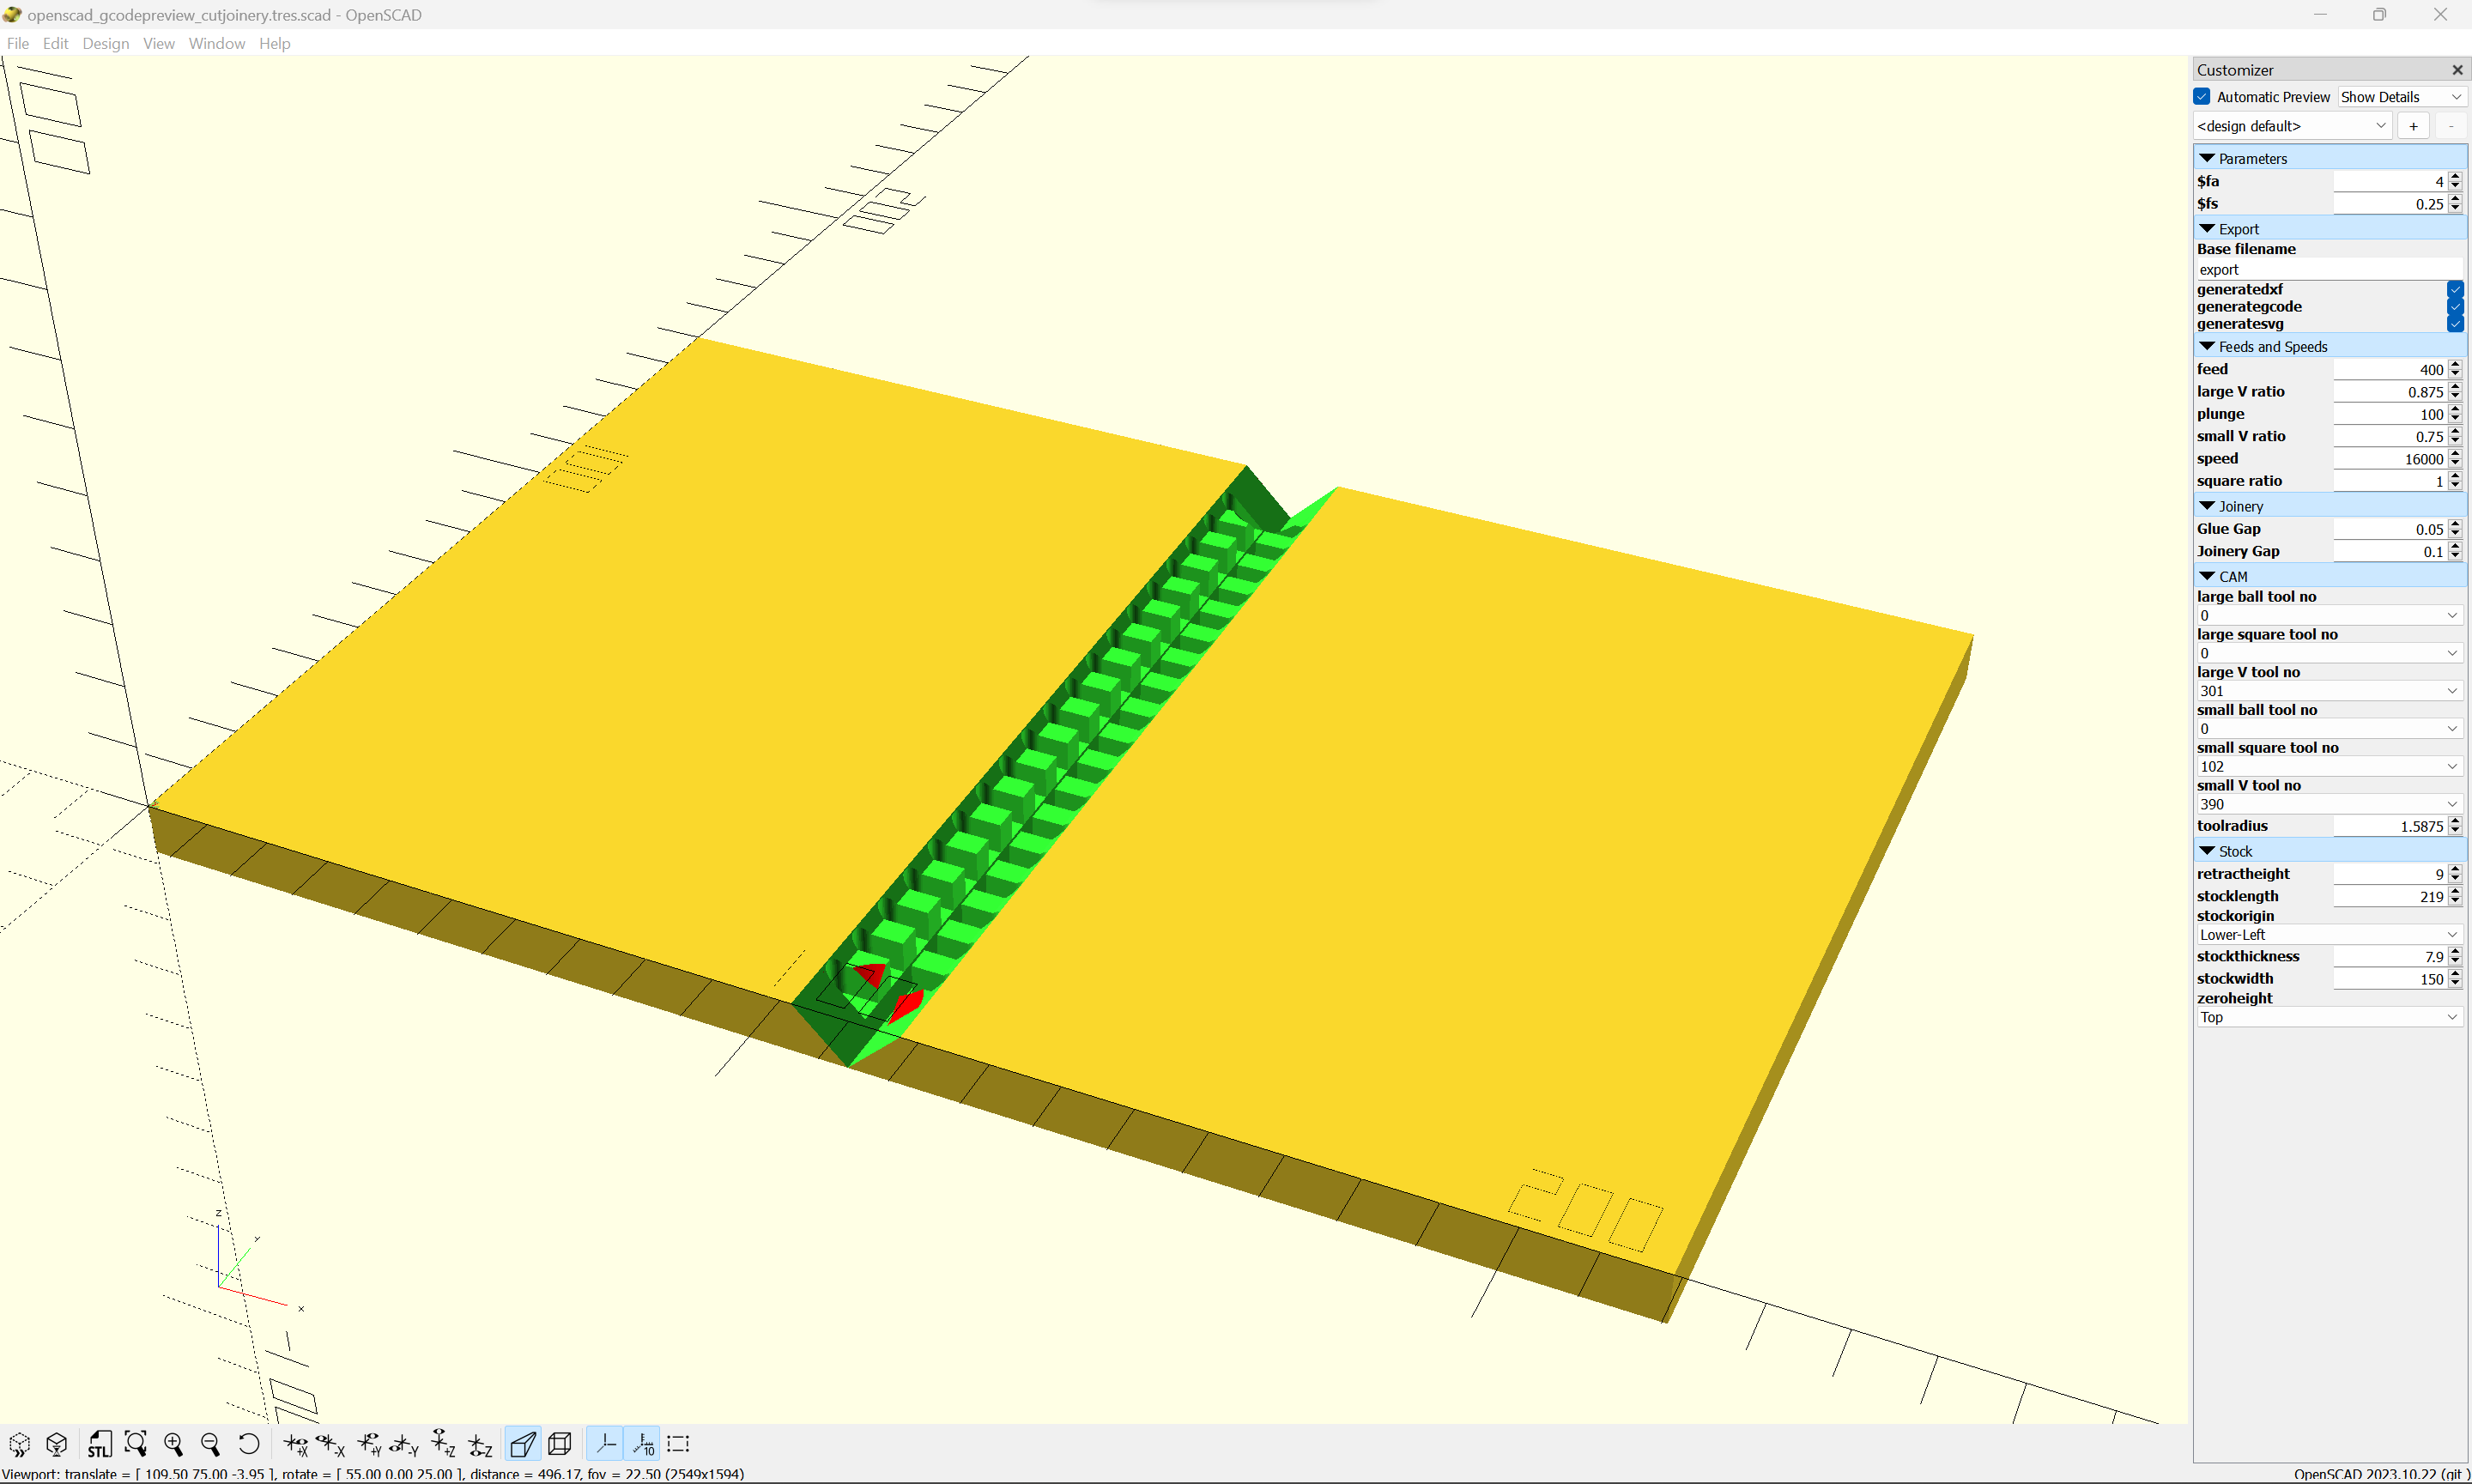 openscad_gcodepreview_cutjoinery.tres.scad - OpenSCAD
File Edit Design View Window Help
Customizer
Automatic Preview Show Details
<design default> + -
Parameters
$fa 4
$fs 0.25
Export
Base filename
export
generatedxf
generategcode
generatesvg
Feeds and Speeds
feed 400
large V ratio 0.875
plunge 100
small V ratio 0.75
speed 16000
square ratio 1
Joinery
Glue Gap 0.05
Joinery Gap 0.1
CAM
large ball tool no
0
large square tool no
0
large V tool no
301
small ball tool no
0
small square tool no
102
small V tool no
390
toolradius 1.5875
Stock
retractheight 9
stocklength 219
stockorigin
Lower-Left
stockthickness 7.9
stockwidth 150
zeroheight
Top
200
100
100
200
z
y
x
STL +X -X +Y -Y +Z -Z 10
Viewport: translate = [ 109.50 75.00 -3.95 ], rotate = [ 55.00 0.00 25.00 ], distance = 496.17, fov = 22.50 (2549x1594)
OpenSCAD 2023.10.22 (git )